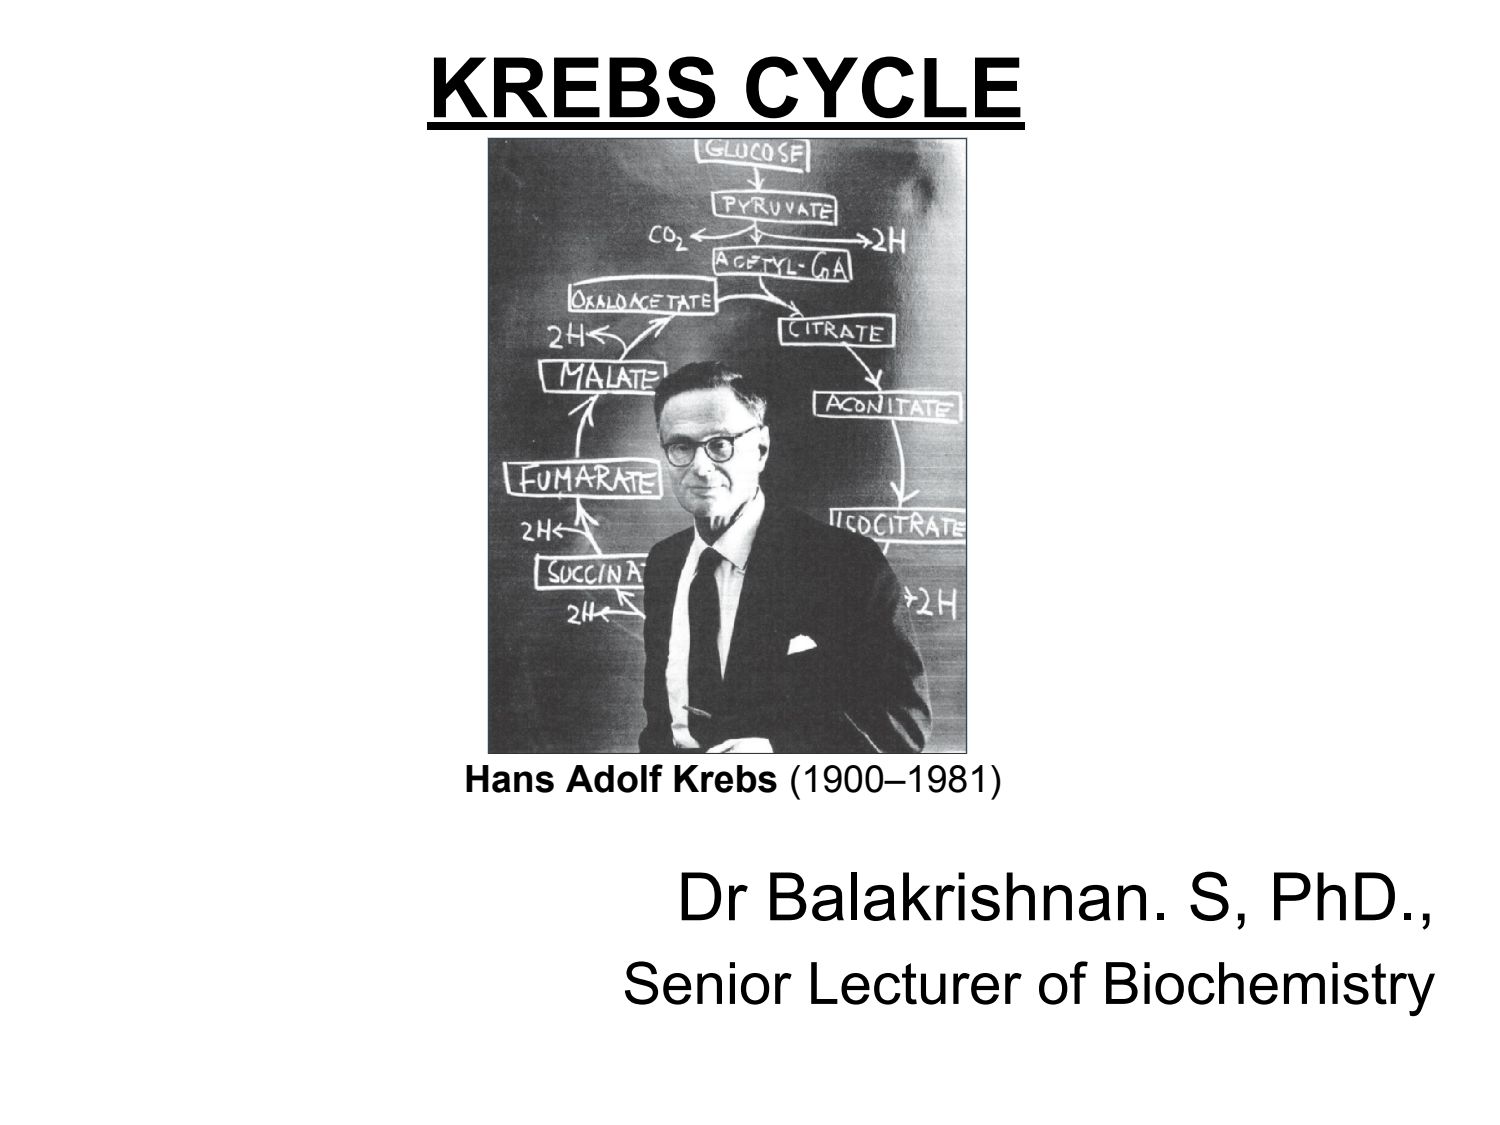 KREBS CYCLE
GLUCOSE
PYRUVATE
CO2
2H
ACETYL-CoA
OXALOACETATE
CITRATE
2H
MALATE
ACONITATE
FUMARATE
2H
ISOCITRATE
SUCCINAT
2H
2H
Hans Adolf Krebs (1900–1981)
Dr Balakrishnan. S, PhD.,
Senior Lecturer of Biochemistry